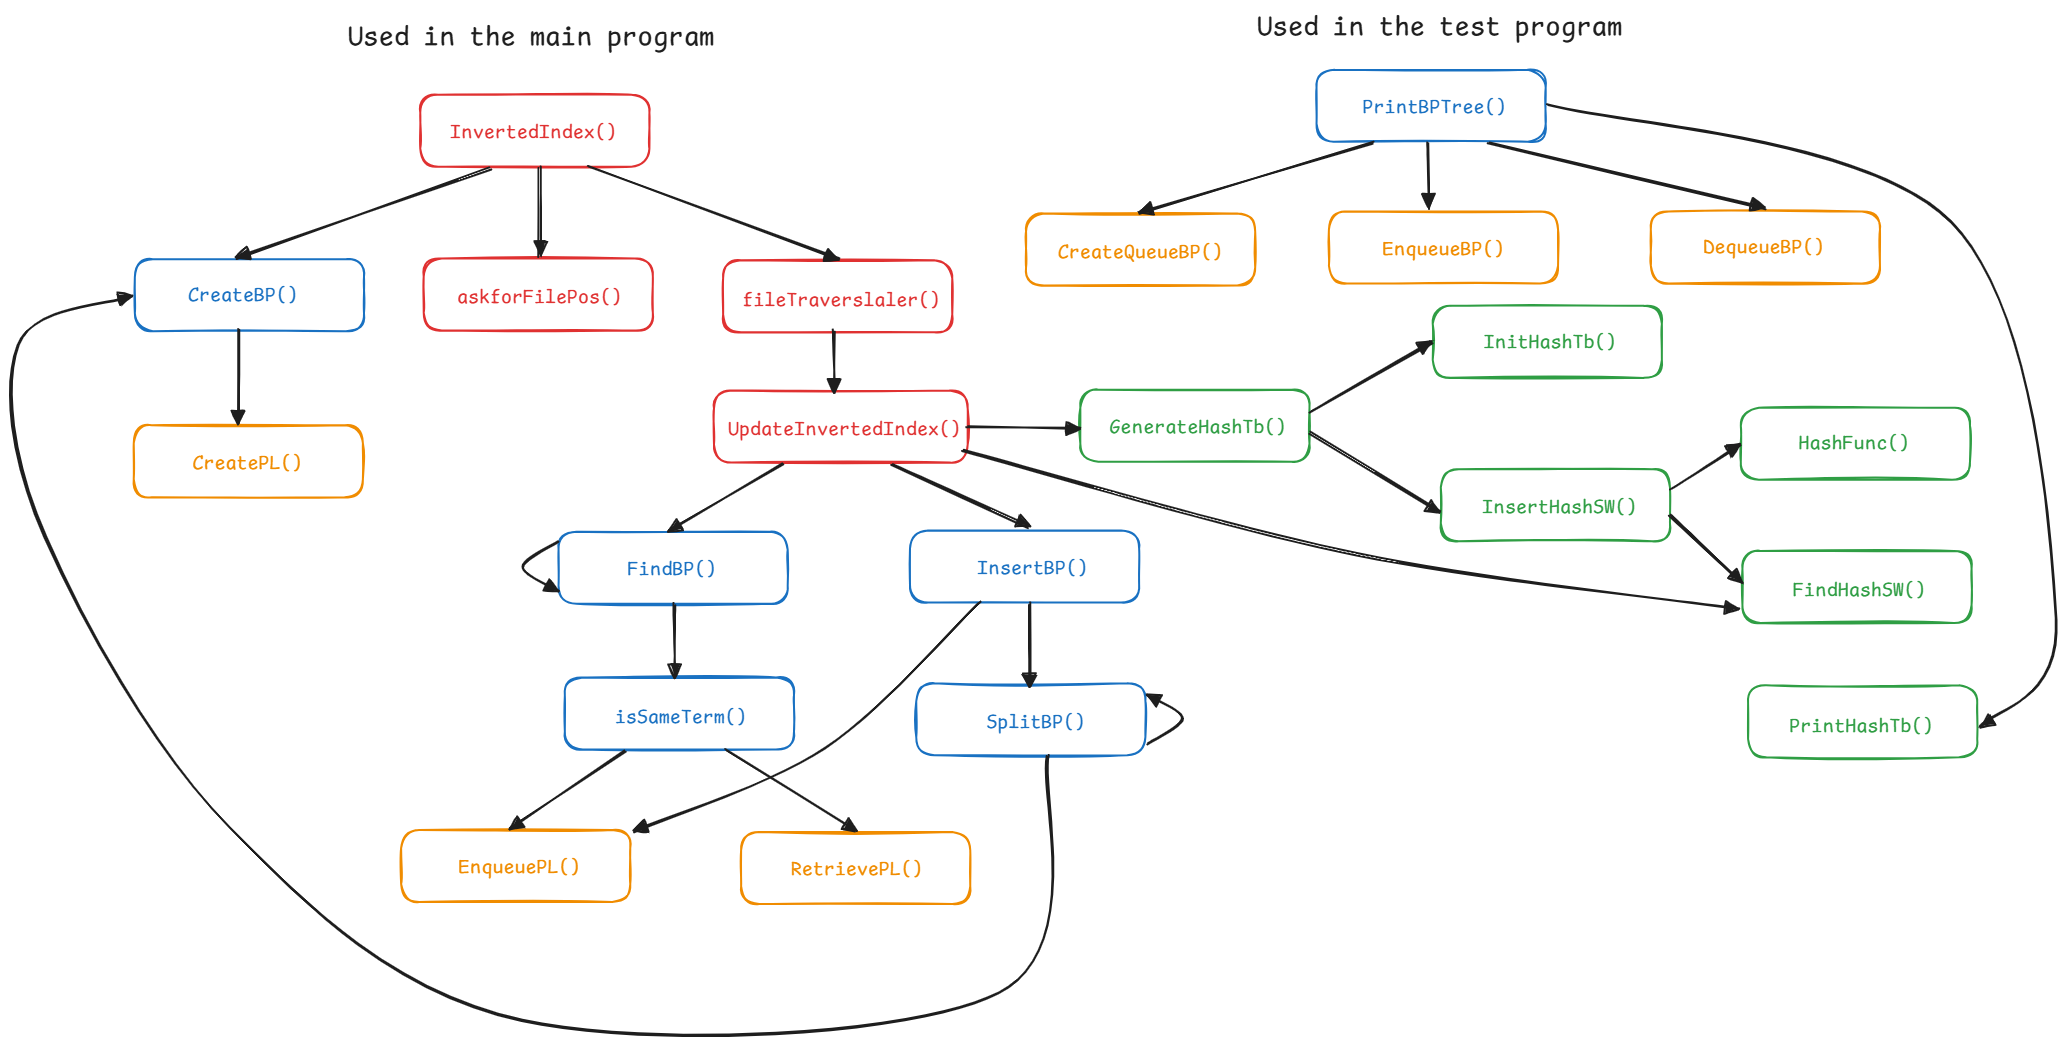 Used in the main program
Used in the test program
PrintBPTree()
InvertedIndex()
CreateQueueBP()
EnqueueBP()
DequeueBP()
CreateBP()
askforFilePos()
fileTraverslaler()
InitHashTb()
UpdateInvertedIndex()
GenerateHashTb()
HashFunc()
CreatePL()
InsertHashSW()
FindBP()
InsertBP()
FindHashSW()
isSameTerm()
SplitBP()
PrintHashTb()
EnqueuePL()
RetrievePL()